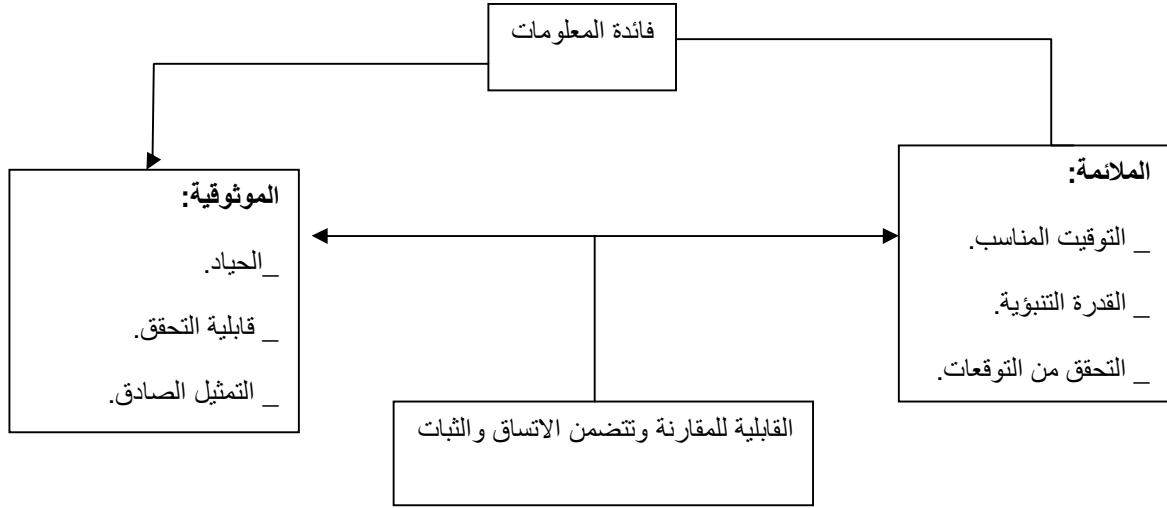 فائدة المعلومات
الملائمة:
_ التوقيت المناسب.
_ القدرة التنبؤية.
_ التحقق من التوقعات.
الموثوقية:
_الحياد.
_ قابلية التحقق.
_ التمثيل الصادق.
القابلية للمقارنة وتتضمن الاتساق والثبات